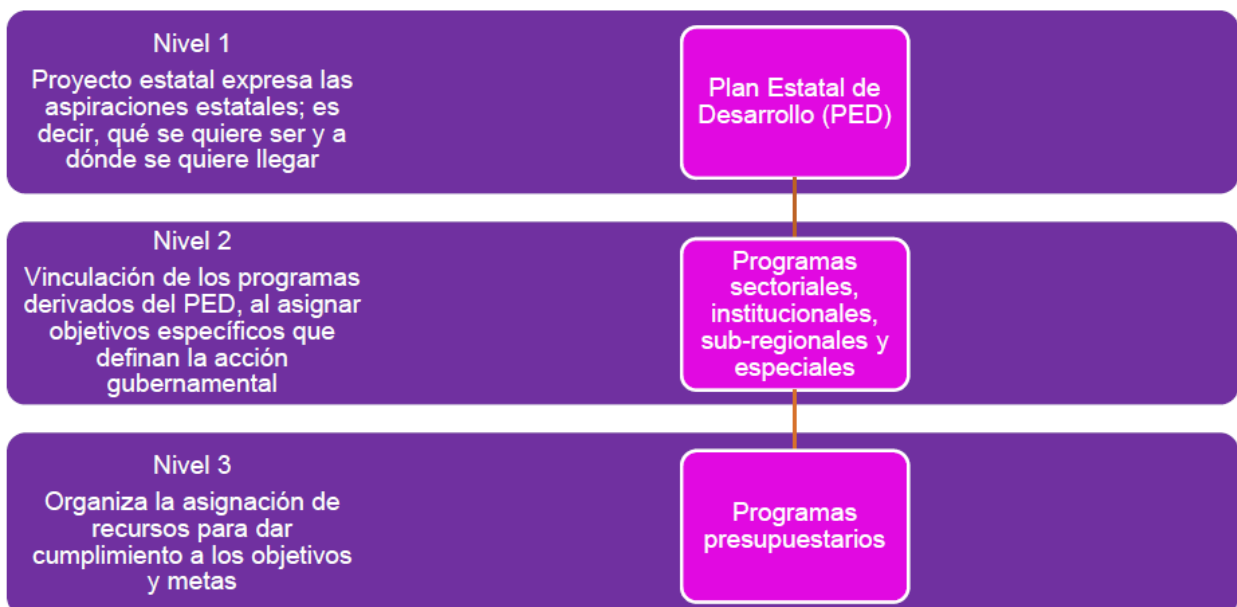 Nivel 1
Proyecto estatal expresa las
aspiraciones estatales; es
decir, qué se quiere ser y a
dónde se quiere llegar
Plan Estatal de
Desarrollo (PED)
Nivel 2
Vinculación de los programas
derivados del PED, al asignar
objetivos específicos que
definan la acción
gubernamental
Programas
sectoriales,
institucionales,
sub-regionales y
especiales
Nivel 3
Organiza la asignación de
recursos para dar
cumplimiento a los objetivos
y metas
Programas
presupuestarios